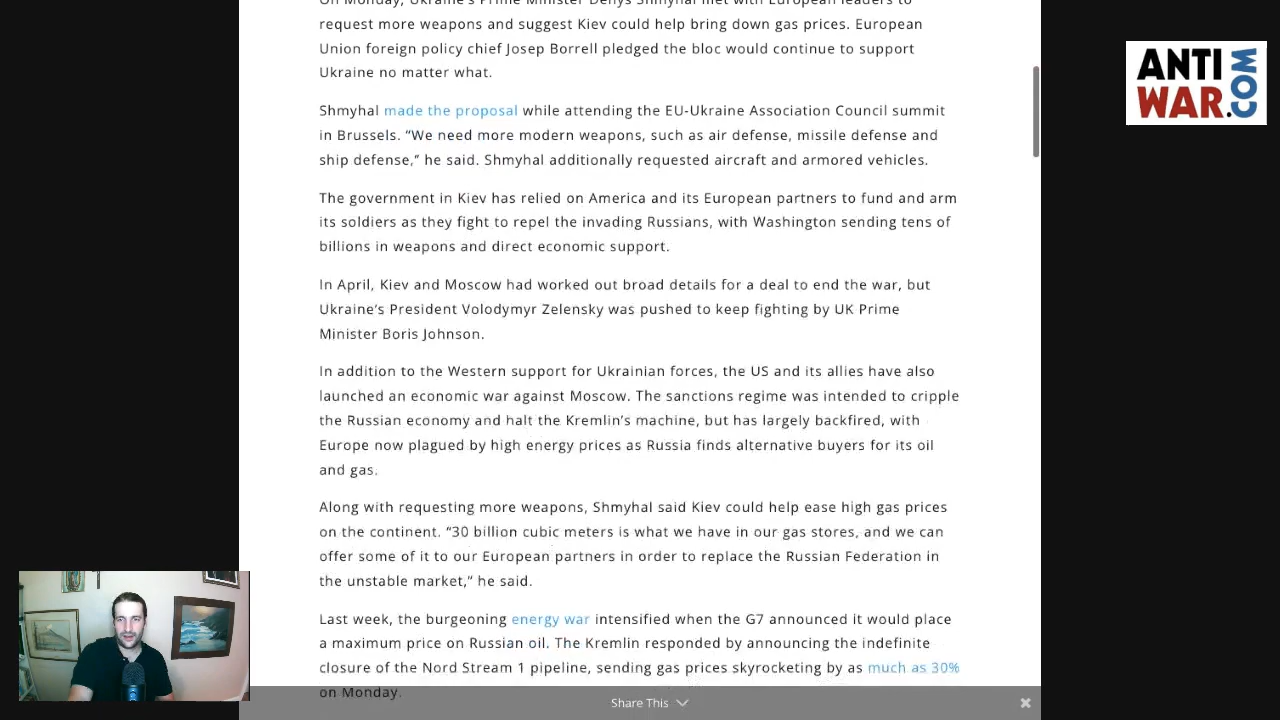 On Monday, Ukraine's Prime Minister Denys Shmyhal met with European leaders to
request more weapons and suggest Kiev could help bring down gas prices. European
Union foreign policy chief Josep Borrell pledged the bloc would continue to support
Ukraine no matter what.
Shmyhal made the proposal while attending the EU-Ukraine Association Council summit
in Brussels. “We need more modern weapons, such as air defense, missile defense and
ship defense,” he said. Shmyhal additionally requested aircraft and armored vehicles.
The government in Kiev has relied on America and its European partners to fund and arm
its soldiers as they fight to repel the invading Russians, with Washington sending tens of
billions in weapons and direct economic support.
In April, Kiev and Moscow had worked out broad details for a deal to end the war, but
Ukraine’s President Volodymyr Zelensky was pushed to keep fighting by UK Prime
Minister Boris Johnson.
In addition to the Western support for Ukrainian forces, the US and its allies have also
launched an economic war against Moscow. The sanctions regime was intended to cripple
the Russian economy and halt the Kremlin’s machine, but has largely backfired, with
Europe now plagued by high energy prices as Russia finds alternative buyers for its oil
and gas.
Along with requesting more weapons, Shmyhal said Kiev could help ease high gas prices
on the continent. “30 billion cubic meters is what we have in our gas stores, and we can
offer some of it to our European partners in order to replace the Russian Federation in
the unstable market,” he said.
Last week, the burgeoning energy war intensified when the G7 announced it would place
a maximum price on Russian oil. The Kremlin responded by announcing the indefinite
closure of the Nord Stream 1 pipeline, sending gas prices skyrocketing by as much as 30%
on Monday.
Share This
ANTI
WAR.COM